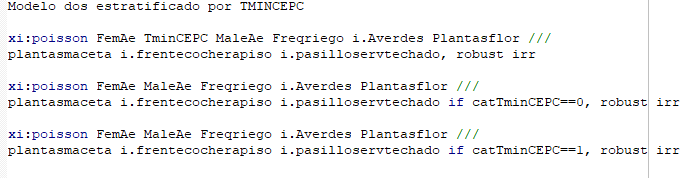 Modelo dos estratificado por TMINCEPC
xi:poisson FemAe TminCEPC MaleAe Freqriego i.Averdes Plantasflor ///
plantasmaceta i.frentecocherapiso i.pasilloservtechado, robust irr
xi:poisson FemAe MaleAe Freqriego i.Averdes Plantasflor ///
plantasmaceta i.frentecocherapiso i.pasilloservtechado if catTminCEPC==0, robust irr
xi:poisson FemAe MaleAe Freqriego i.Averdes Plantasflor ///
plantasmaceta i.frentecocherapiso i.pasilloservtechado if catTminCEPC==1, robust irr